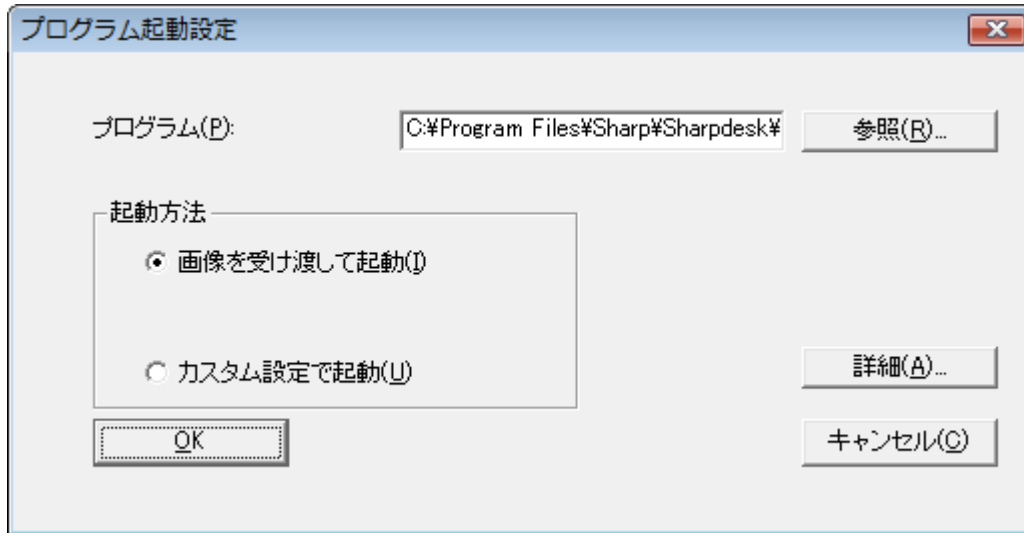 プログラム起動設定
プログラム(P):
C:¥Program Files¥Sharp¥Sharpdesk¥
参照(R)...
起動方法
画像を受け渡して起動(I)
カスタム設定で起動(U)
詳細(A)...
OK
キャンセル(C)